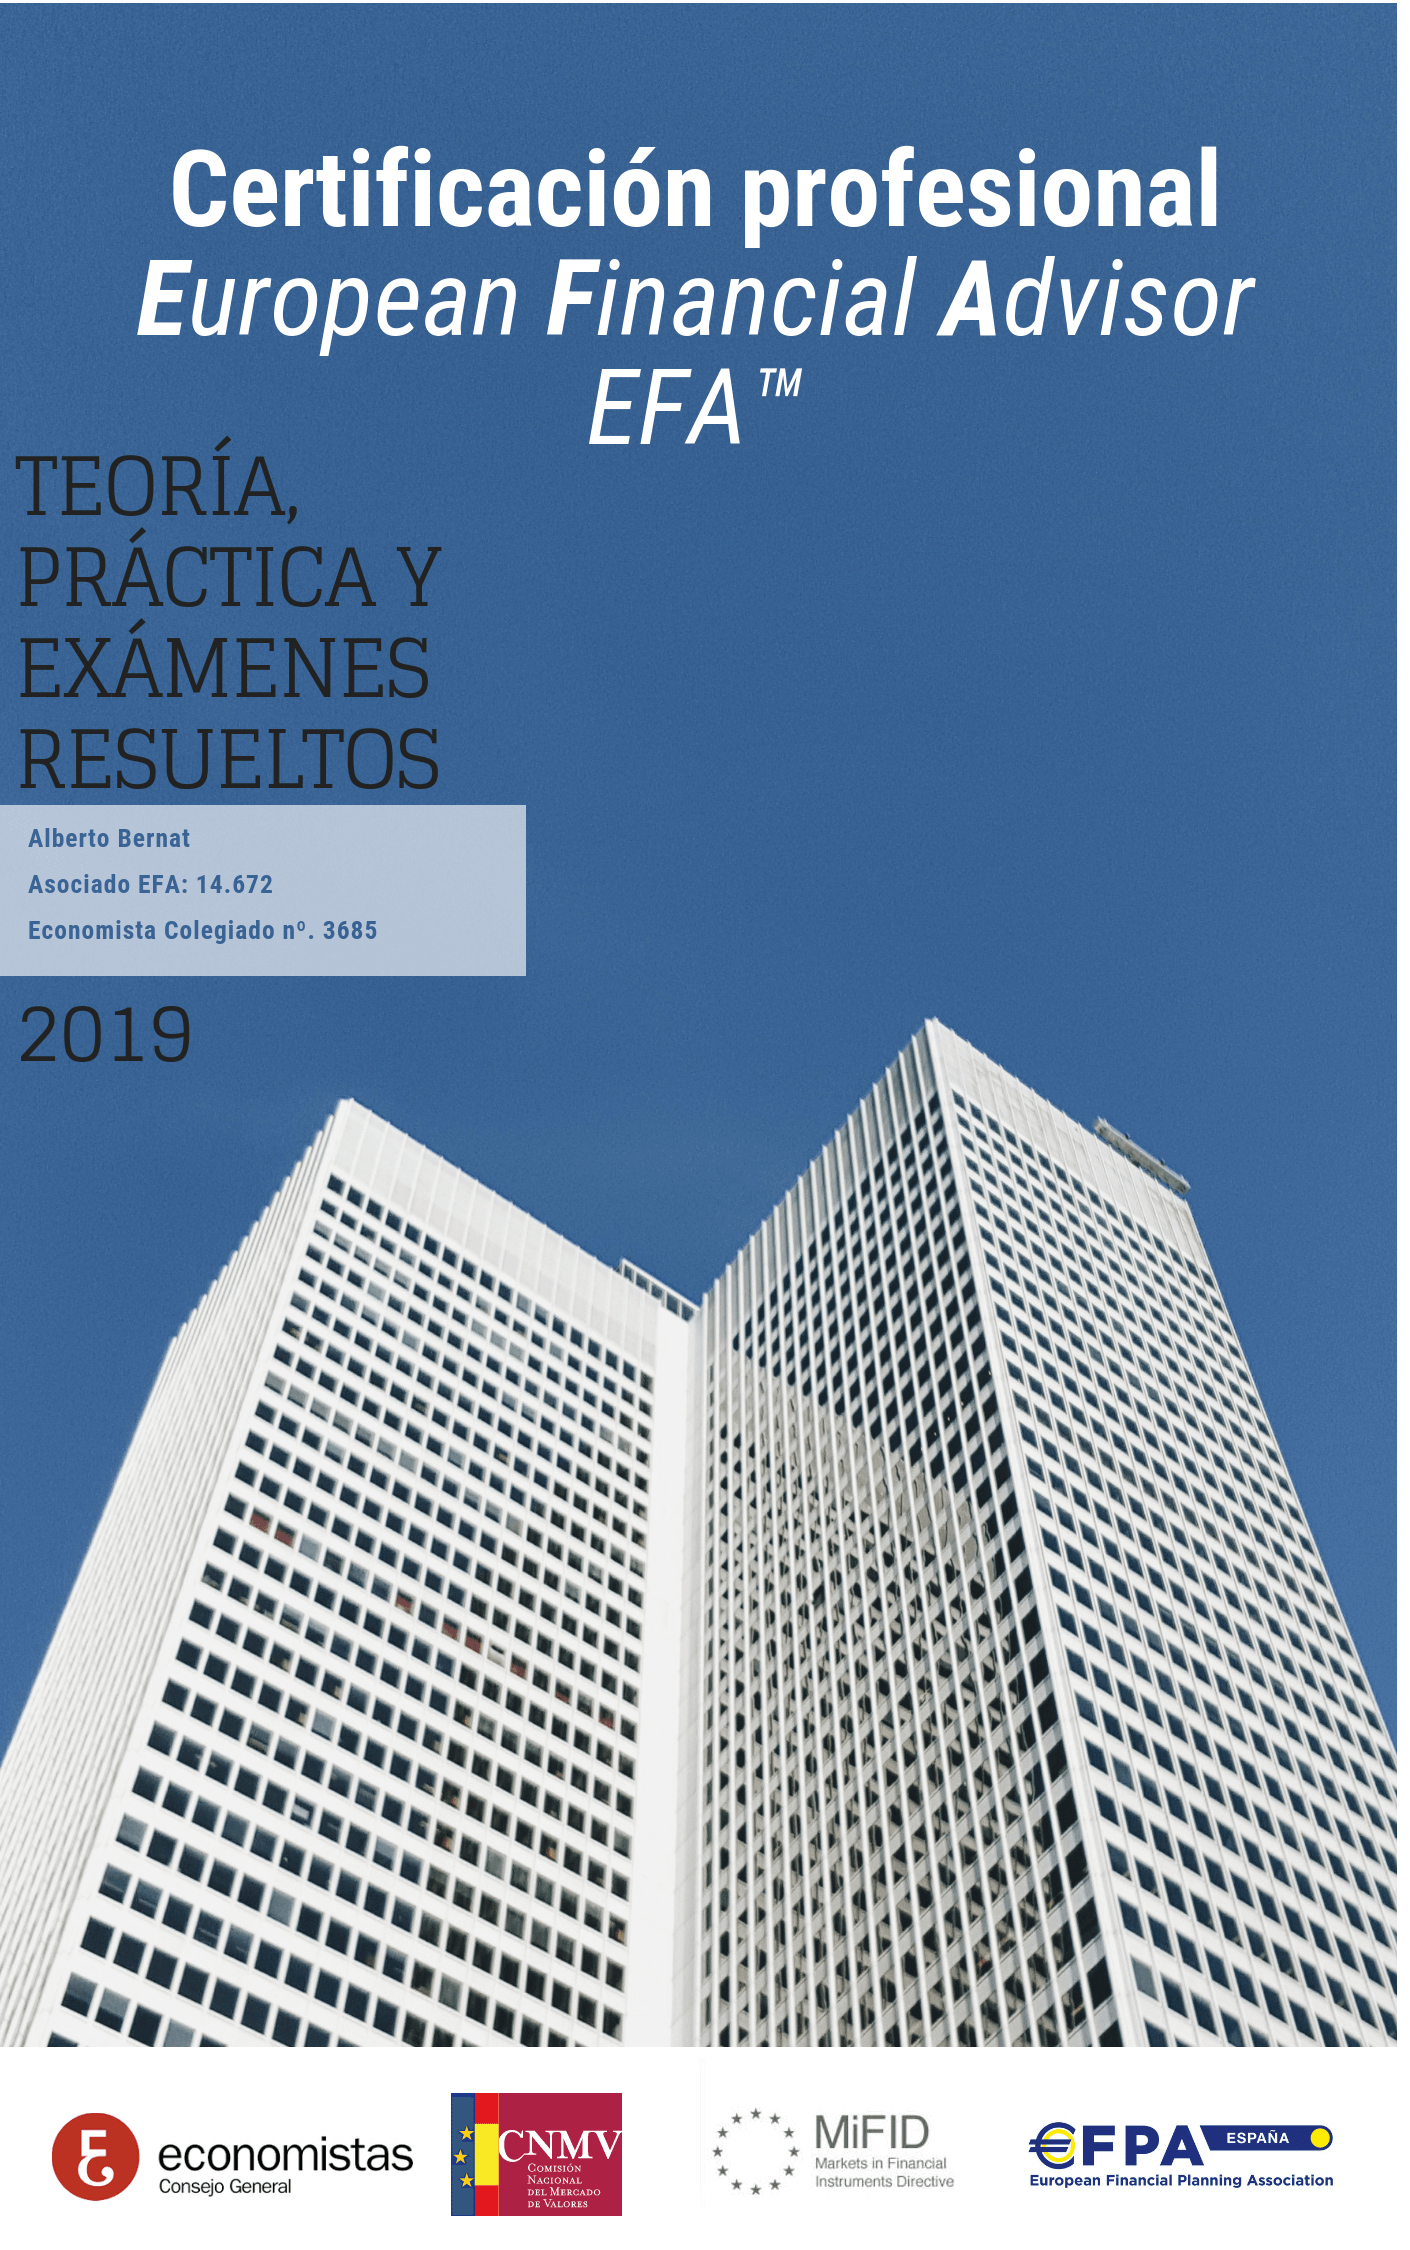 Certificación profesional
European Financial Advisor
EFA™
TEORÍA,
PRÁCTICA Y
EXÁMENES
RESUELTOS
Alberto Bernat
Asociado EFA: 14.672
Economista Colegiado nº. 3685
2019
economistas
Consejo General
CNMV
COMISIÓN
NACIONAL
DEL MERCADO
DE VALORES
MiFID
Markets in Financial
Instruments Directive
€FPA ESPAÑA
European Financial Planning Association